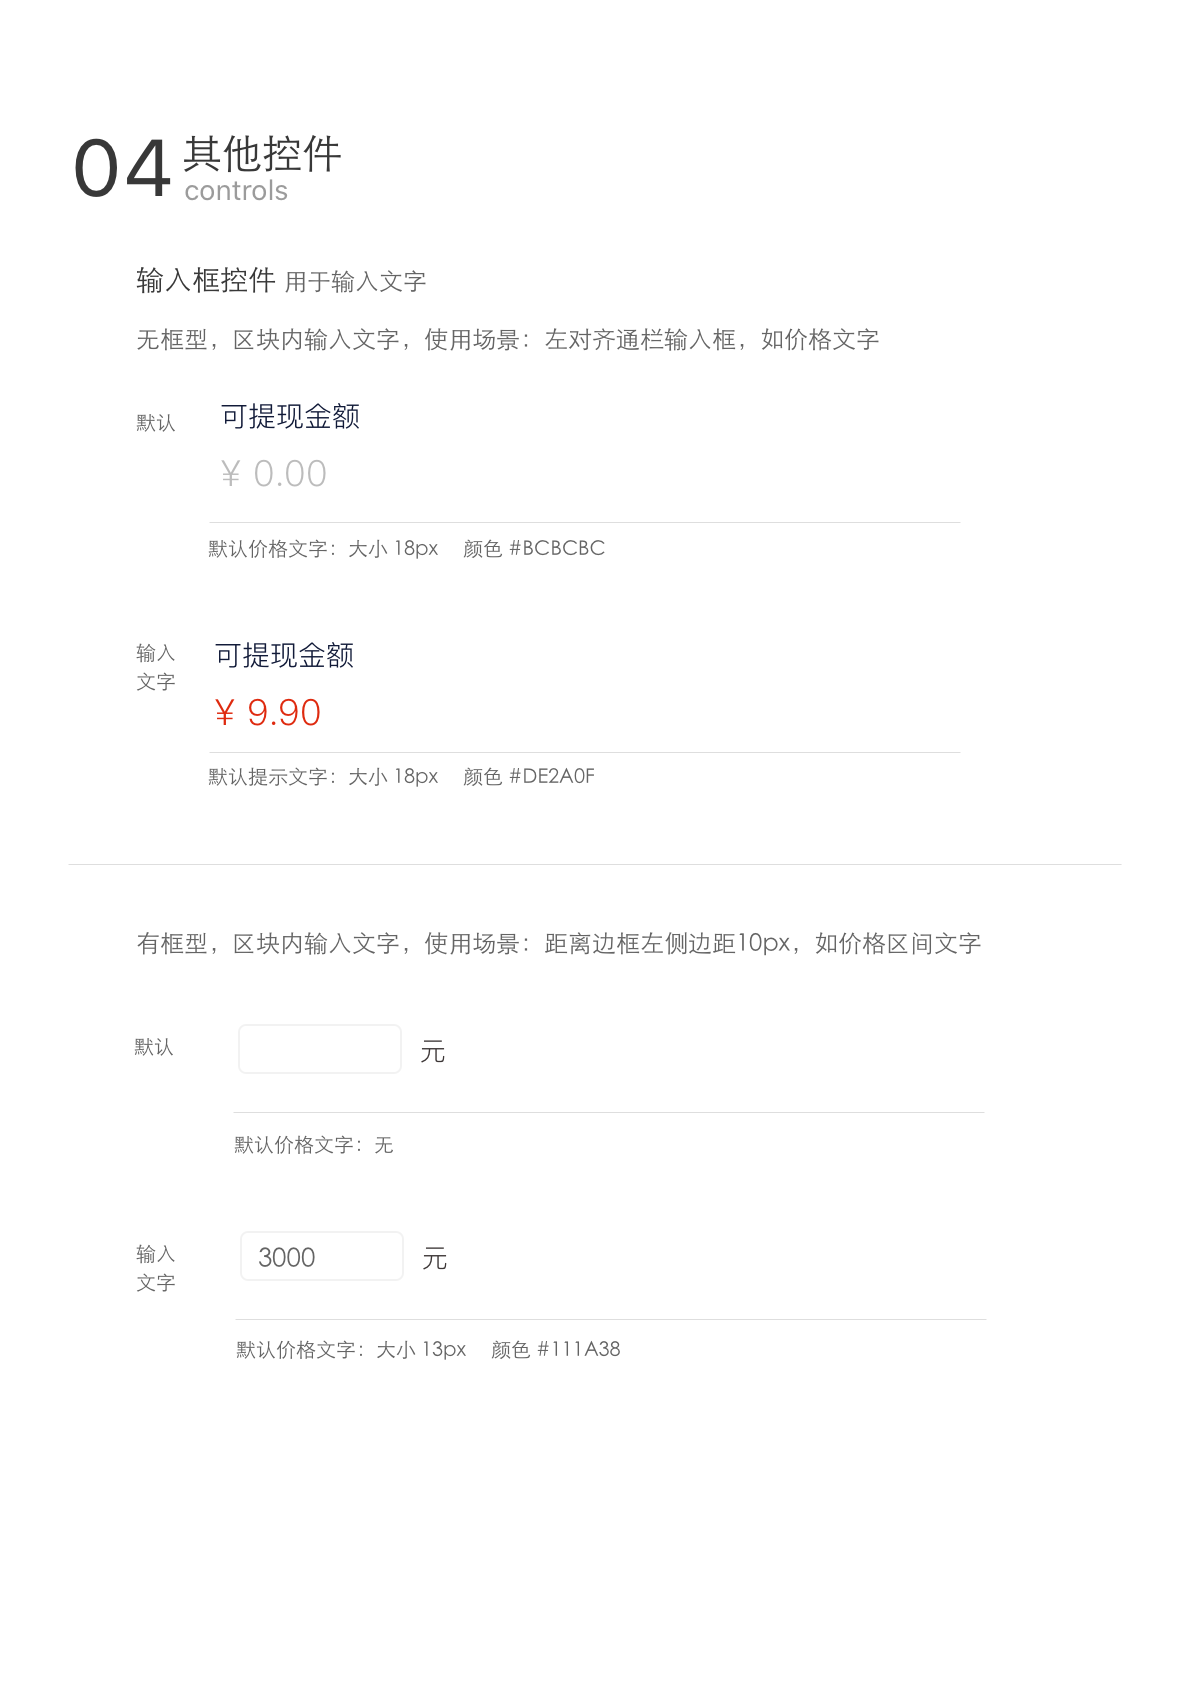 04 其他控件
controls
输入框控件 用于输入文字
无框型，区块内输入文字，使用场景：左对齐通栏输入框，如价格文字
默认
可提现金额
¥ 0.00
默认价格文字：大小 18px 颜色 #BCBCBC
输入
文字
可提现金额
¥ 9.90
默认提示文字：大小 18px 颜色 #DE2A0F
有框型，区块内输入文字，使用场景：距离边框左侧边距10px，如价格区间文字
默认
元
默认价格文字：无
输入
文字
3000 元
默认价格文字：大小 13px 颜色 #111A38